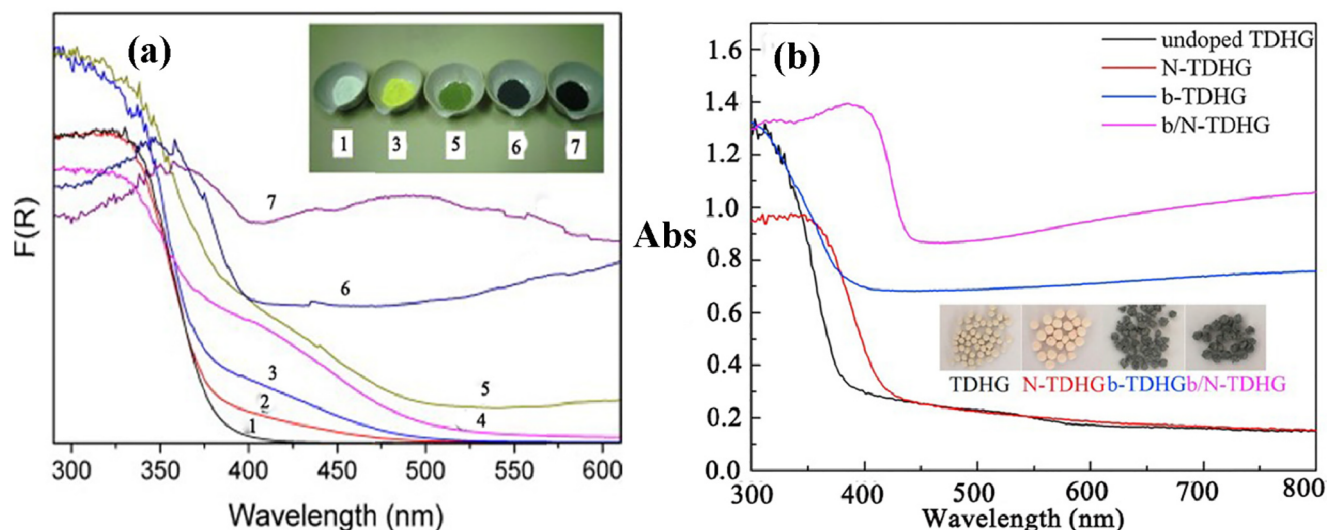 (a)
F(R)
1 3 5 6 7
7
6
5
4
3
2
1
290 350 400 450 500 550 600
Wavelength (nm)
(b)
Abs
undoped TDHG
N-TDHG
b-TDHG
b/N-TDHG
1.6
1.4
1.2
1.0
0.8
0.6
0.4
0.2
0.0
TDHG N-TDHG b-TDHG b/N-TDHG
300 400 500 600 700 800
Wavelength (nm)